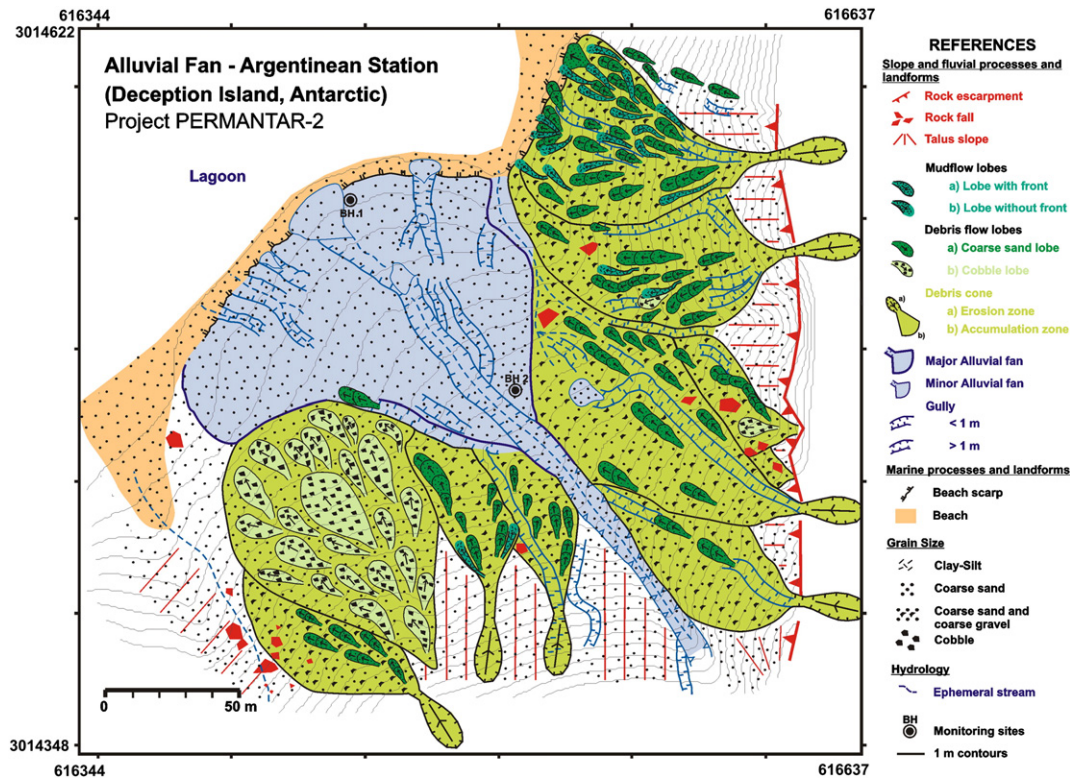 616344
616637
3014622
Alluvial Fan - Argentinean Station
(Deception Island, Antarctic)
Project PERMANTAR-2
Lagoon
BH.1
BH 2
0
50 m
3014348
616344
616637
REFERENCES
Slope and fluvial processes and
landforms
Rock escarpment
Rock fall
Talus slope
Mudflow lobes
a) Lobe with front
b) Lobe without front
Debris flow lobes
a) Coarse sand lobe
b) Cobble lobe
Debris cone
a)
a) Erosion zone
b) Accumulation zone
b)
Major Alluvial fan
Minor Alluvial fan
Gully
< 1 m
> 1 m
Marine processes and landforms
Beach scarp
Beach
Grain Size
Clay-Silt
Coarse sand
Coarse sand and
coarse gravel
Cobble
Hydrology
Ephemeral stream
BH
Monitoring sites
1 m contours